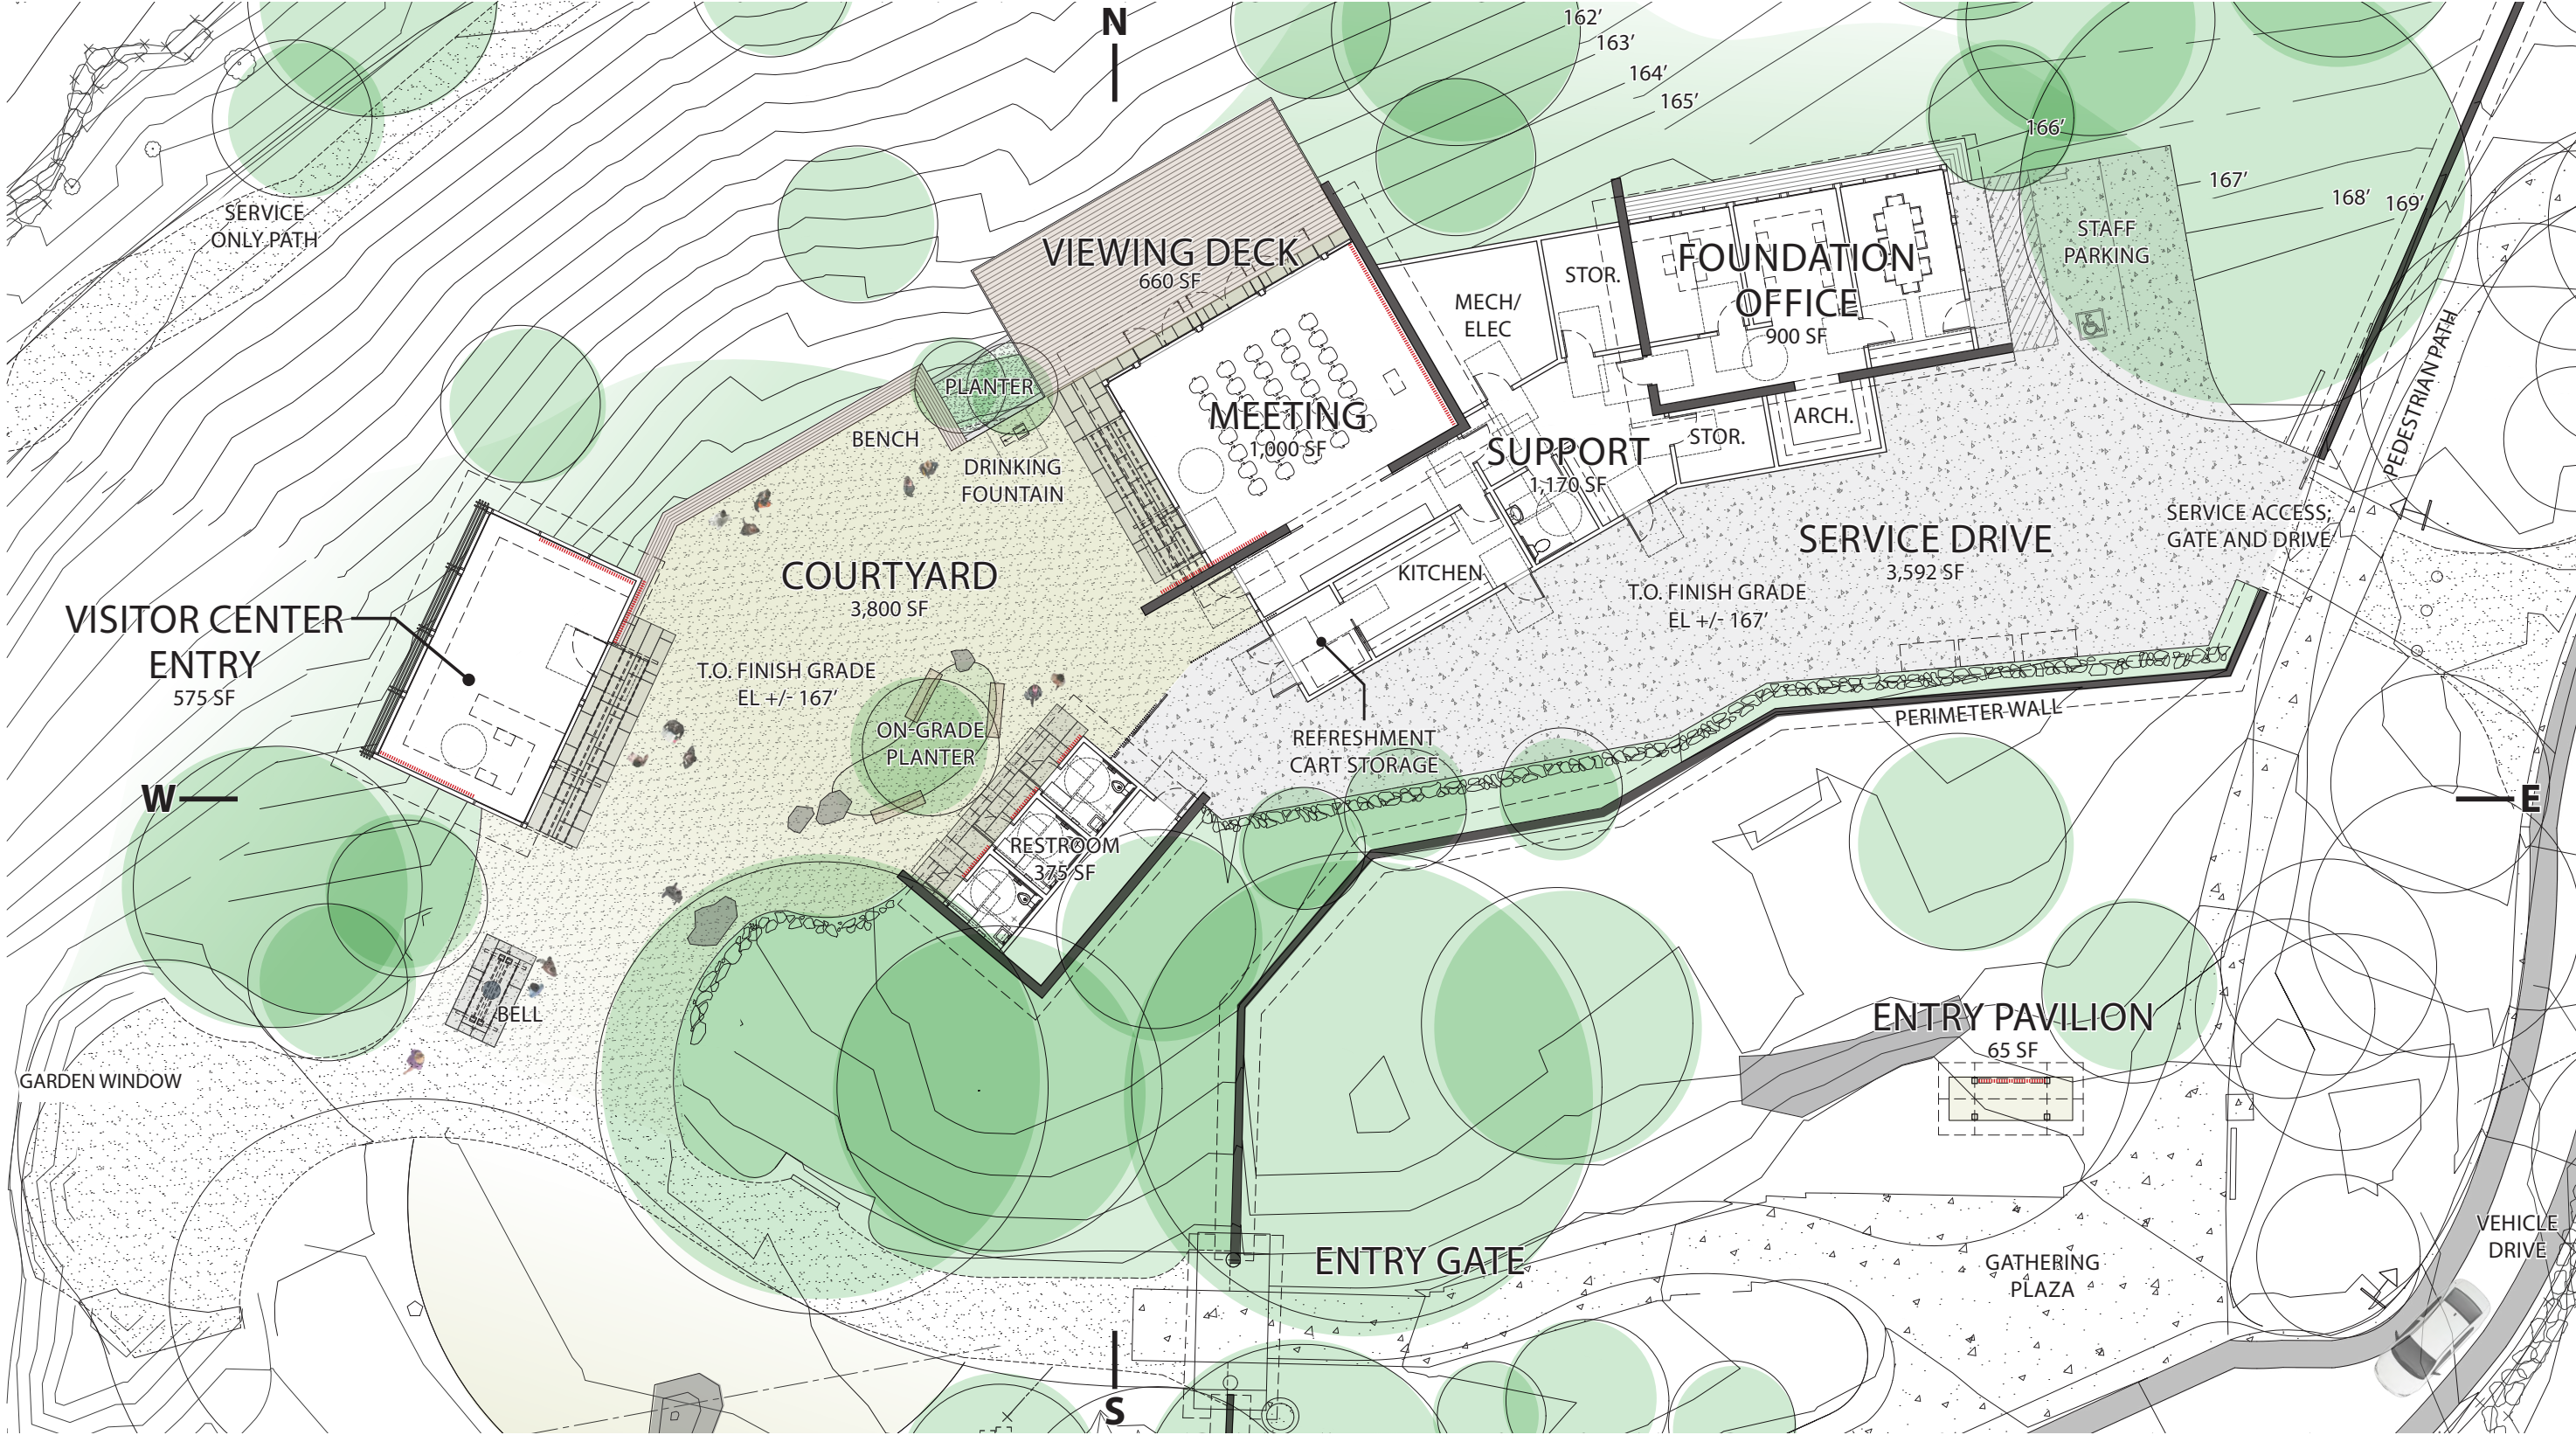 N
162'
163'
164'
165'
166'
167'
168'
169'
SERVICE
ONLY PATH
VIEWING DECK
660 SF
STOR.
MECH/
ELEC
FOUNDATION
OFFICE
900 SF
STAFF
PARKING
PEDESTRIAN PATH
PLANTER
BENCH
DRINKING
FOUNTAIN
MEETING
1,000 SF
SUPPORT
1,170 SF
STOR.
ARCH.
SERVICE ACCESS;
GATE AND DRIVE
SERVICE DRIVE
3,592 SF
T.O. FINISH GRADE
EL +/- 167'
KITCHEN
COURTYARD
3,800 SF
VISITOR CENTER
ENTRY
575 SF
T.O. FINISH GRADE
EL +/- 167'
ON-GRADE
PLANTER
REFRESHMENT
CART STORAGE
PERIMETER WALL
W
E
RESTROOM
375 SF
BELL
GARDEN WINDOW
ENTRY PAVILION
65 SF
ENTRY GATE
GATHERING
PLAZA
VEHICLE
DRIVE
S